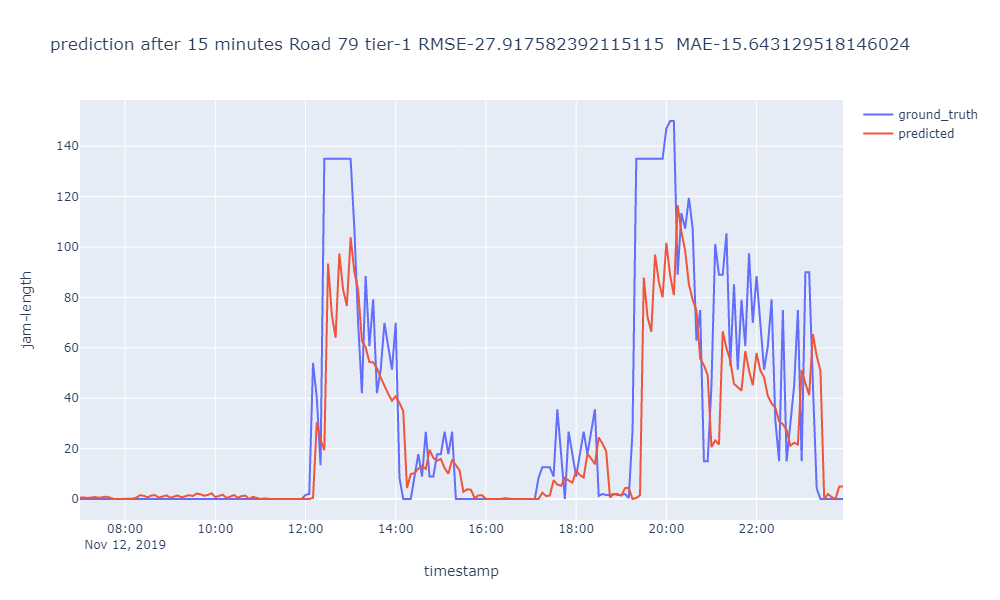 prediction after 15 minutes Road 79 tier-1 RMSE-27.917582392115115  MAE-15.643129518146024
ground_truth
predicted
jam-length
140
120
100
80
60
40
20
0
08:00 10:00 12:00 14:00 16:00 18:00 20:00 22:00
Nov 12, 2019
timestamp